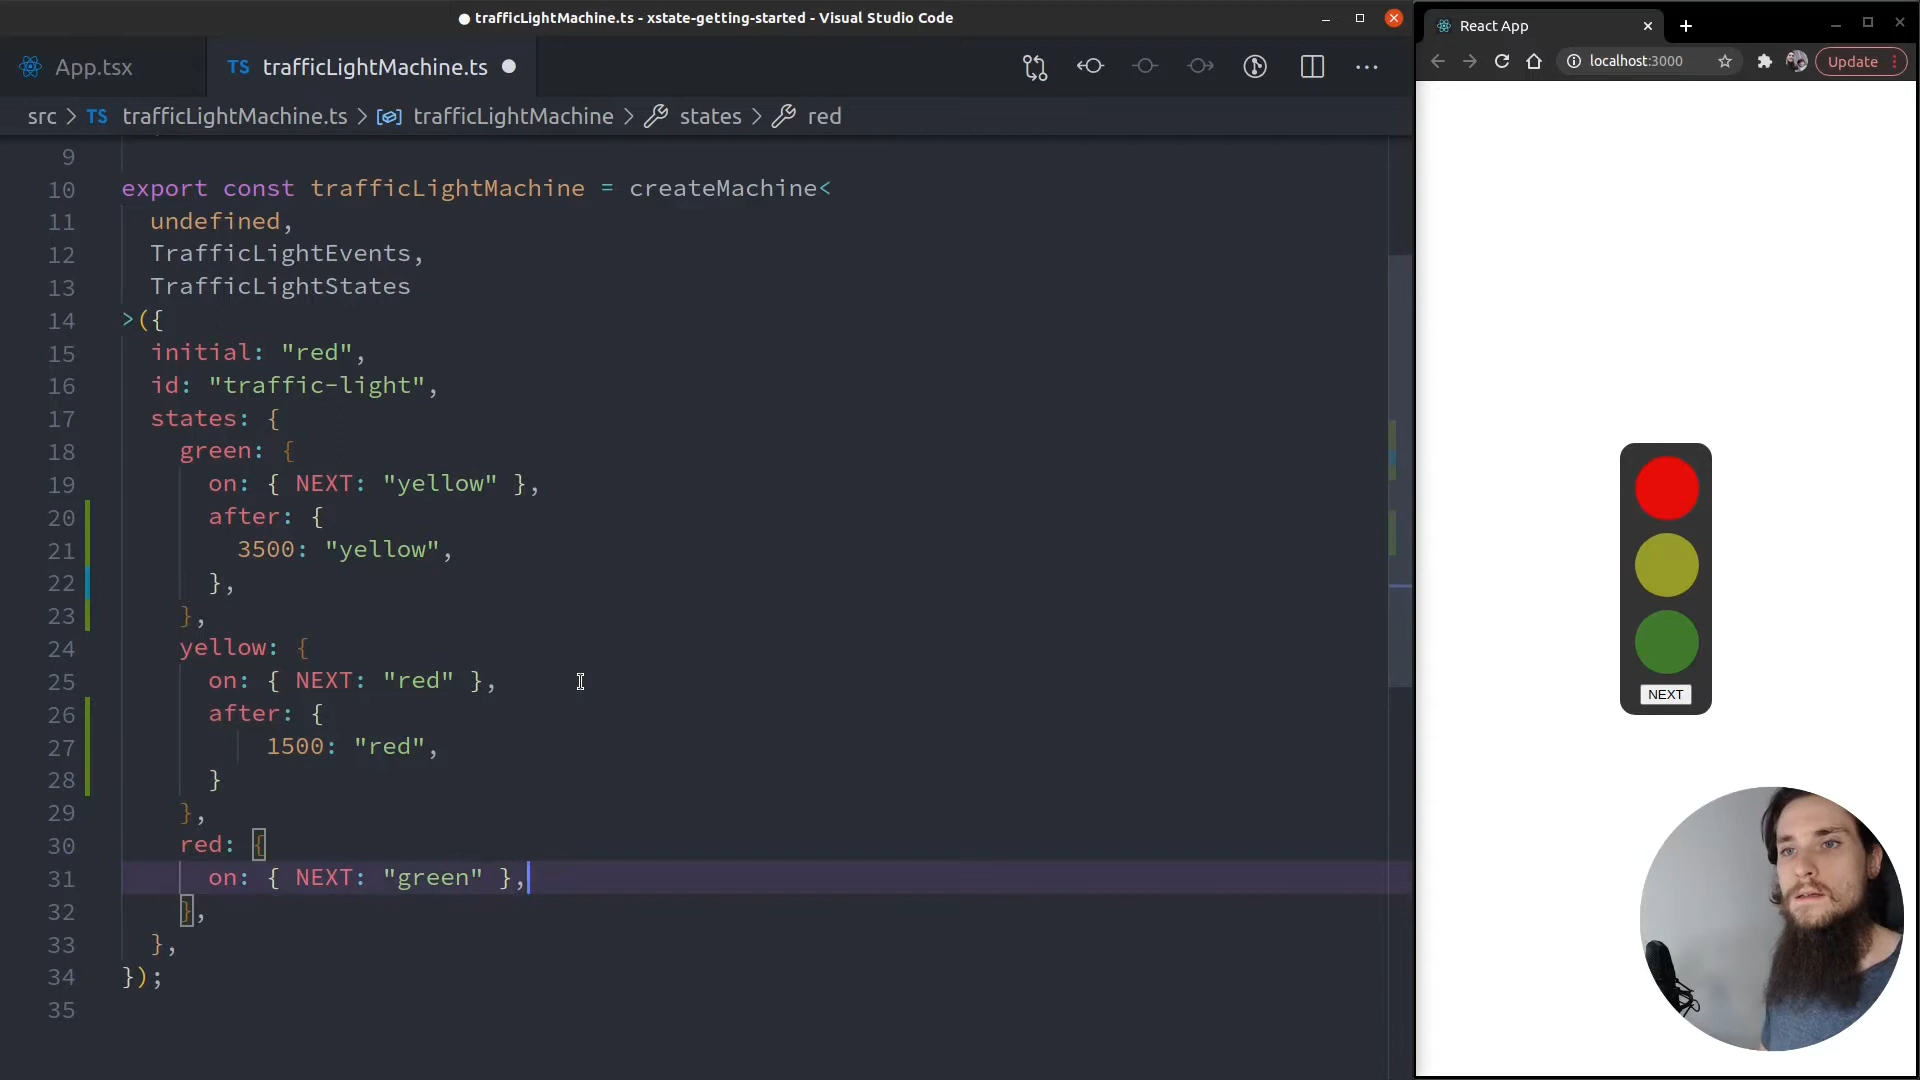 trafficLightMachine.ts - xstate-getting-started - Visual Studio Code
App.tsx
TS trafficLightMachine.ts
src > TS trafficLightMachine.ts > trafficLightMachine > states > red
9
10 export const trafficLightMachine = createMachine<
11 undefined,
12 TrafficLightEvents,
13 TrafficLightStates
14 >({
15 initial: "red",
16 id: "traffic-light",
17 states: {
18 green: {
19 on: { NEXT: "yellow" },
20 after: {
21 3500: "yellow",
22 },
23 },
24 yellow: {
25 on: { NEXT: "red" },
26 after: {
27 1500: "red",
28 }
29 },
30 red: {
31 on: { NEXT: "green" },
32 },
33 },
34 });
35
React App
localhost:3000
Update
NEXT